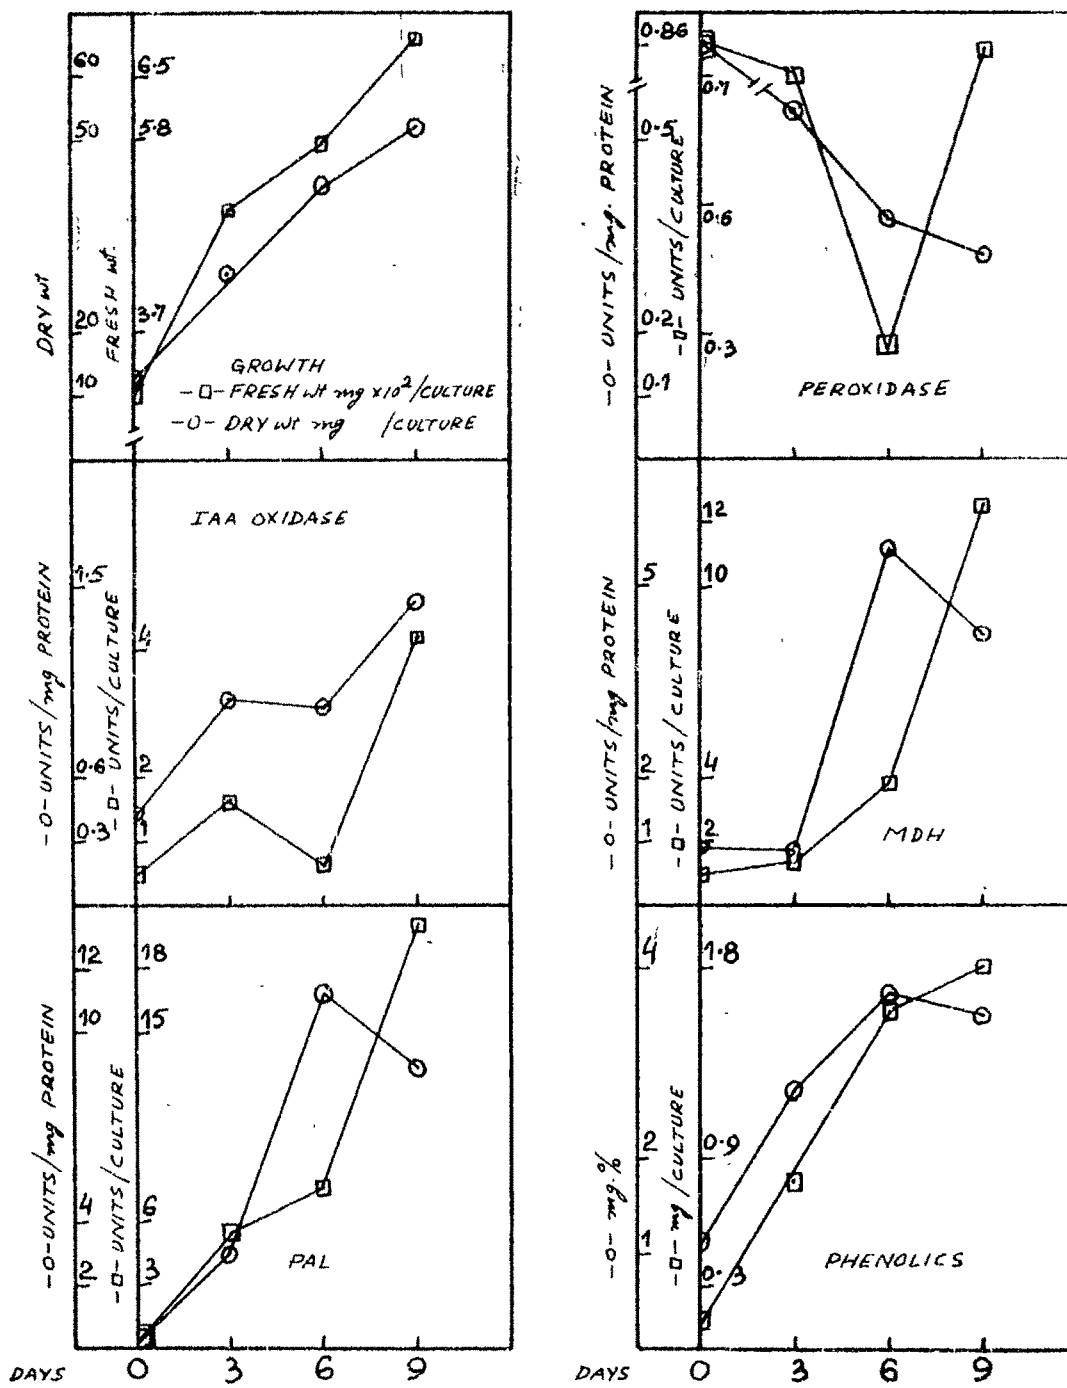 60
6.5
50
5.8
20
3.7
10
DRY wt
FRESH wt.
GROWTH
-□- FRESH wt mg x10²/CULTURE
-O- DRY wt mg /CULTURE
0.86
0.7
0.5
0.6
0.2
0.3
0.1
-O- UNITS/mg. PROTEIN
-□- UNITS/CULTURE
PEROXIDASE
IAA OXIDASE
1.5
4
0.6
2
0.3
1
-O- UNITS/mg PROTEIN
-□- UNITS/CULTURE
12
5
10
2
4
1
2
-O- UNITS/mg PROTEIN
-□- UNITS/CULTURE
MDH
12
18
10
15
4
6
2
3
-O-UNITS/mg PROTEIN
-□-UNITS/CULTURE
PAL
4
1.8
2
0.9
1
0.3
-O- mg.%
-□- mg/CULTURE
PHENOLICS
DAYS 0 3 6 9
0 3 6 9